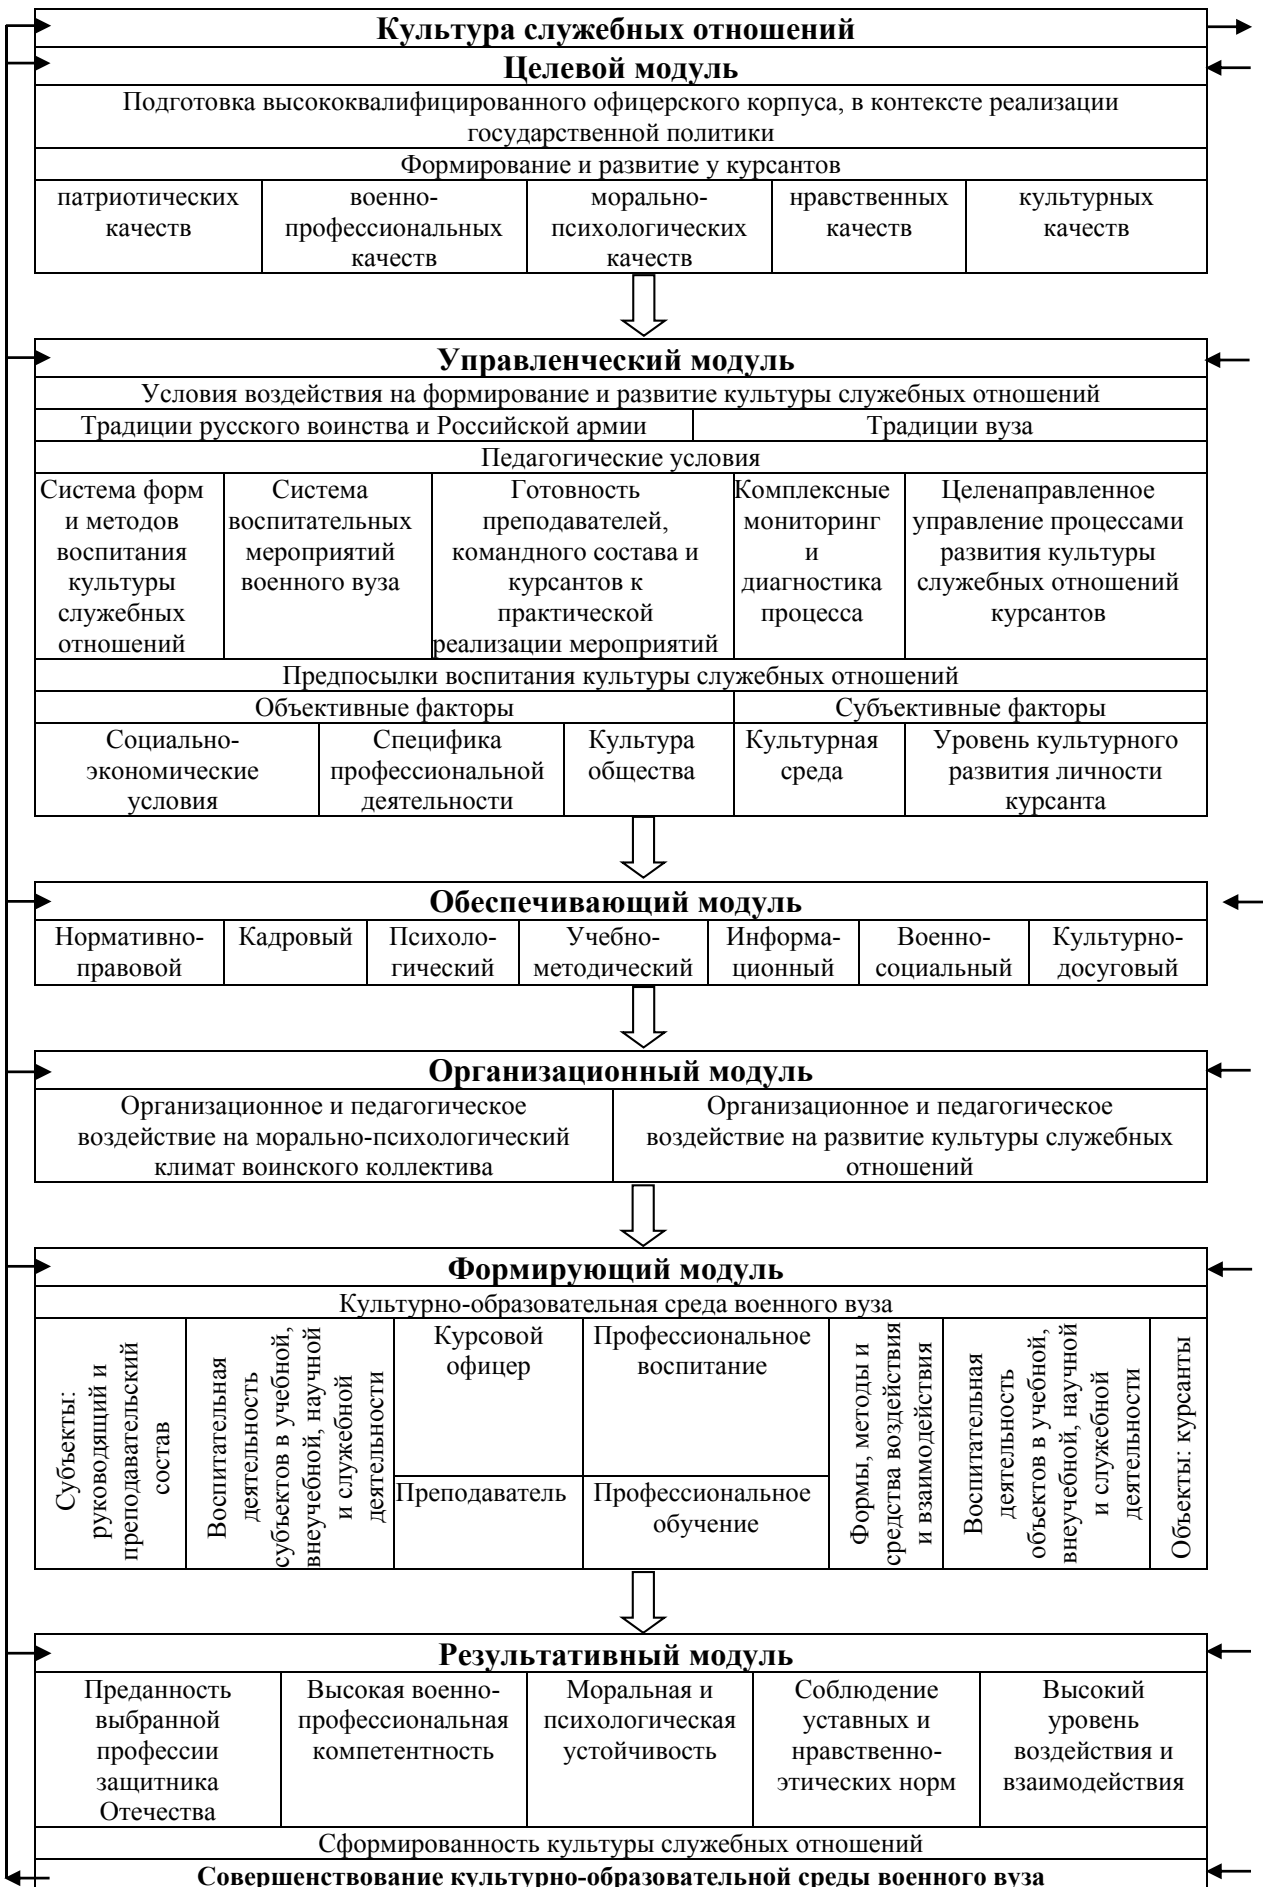 Культура служебных отношений
Целевой модуль
Подготовка высококвалифицированного офицерского корпуса, в контексте реализации
государственной политики
Формирование и развитие у курсантов
патриотических
качеств
военно-
профессиональных
качеств
морально-
психологических
качеств
нравственных
качеств
культурных
качеств
Управленческий модуль
Условия воздействия на формирование и развитие культуры служебных отношений
Традиции русского воинства и Российской армии
Традиции вуза
Педагогические условия
Система форм
и методов
воспитания
культуры
служебных
отношений
Система
воспитательных
мероприятий
военного вуза
Готовность
преподавателей,
командного состава и
курсантов к
практической
реализации мероприятий
Комплексные
мониторинг
и
диагностика
процесса
Целенаправленное
управление процессами
развития культуры
служебных отношений
курсантов
Предпосылки воспитания культуры служебных отношений
Объективные факторы
Субъективные факторы
Социально-
экономические
условия
Специфика
профессиональной
деятельности
Культура
общества
Культурная
среда
Уровень культурного
развития личности
курсанта
Обеспечивающий модуль
Нормативно-
правовой
Кадровый
Психоло-
гический
Учебно-
методический
Информа-
ционный
Военно-
социальный
Культурно-
досуговый
Организационный модуль
Организационное и педагогическое
воздействие на морально-психологический
климат воинского коллектива
Организационное и педагогическое
воздействие на развитие культуры служебных
отношений
Формирующий модуль
Культурно-образовательная среда военного вуза
Субъекты:
руководящий и
преподавательский
состав
Воспитательная
деятельность
субъектов в учебной,
внеучебной, научной
и служебной
деятельности
Курсовой
офицер
Профессиональное
воспитание
Преподаватель
Профессиональное
обучение
Формы, методы и
средства воздействия
и взаимодействия
Воспитательная
деятельность
объектов в учебной,
внеучебной, научной
и служебной
деятельности
Объекты: курсанты
Результативный модуль
Преданность
выбранной
профессии
защитника
Отечества
Высокая военно-
профессиональная
компетентность
Моральная и
психологическая
устойчивость
Соблюдение
уставных и
нравственно-
этических норм
Высокий
уровень
воздействия и
взаимодействия
Сформированность культуры служебных отношений
Совершенствование культурно-образовательной среды военного вуза